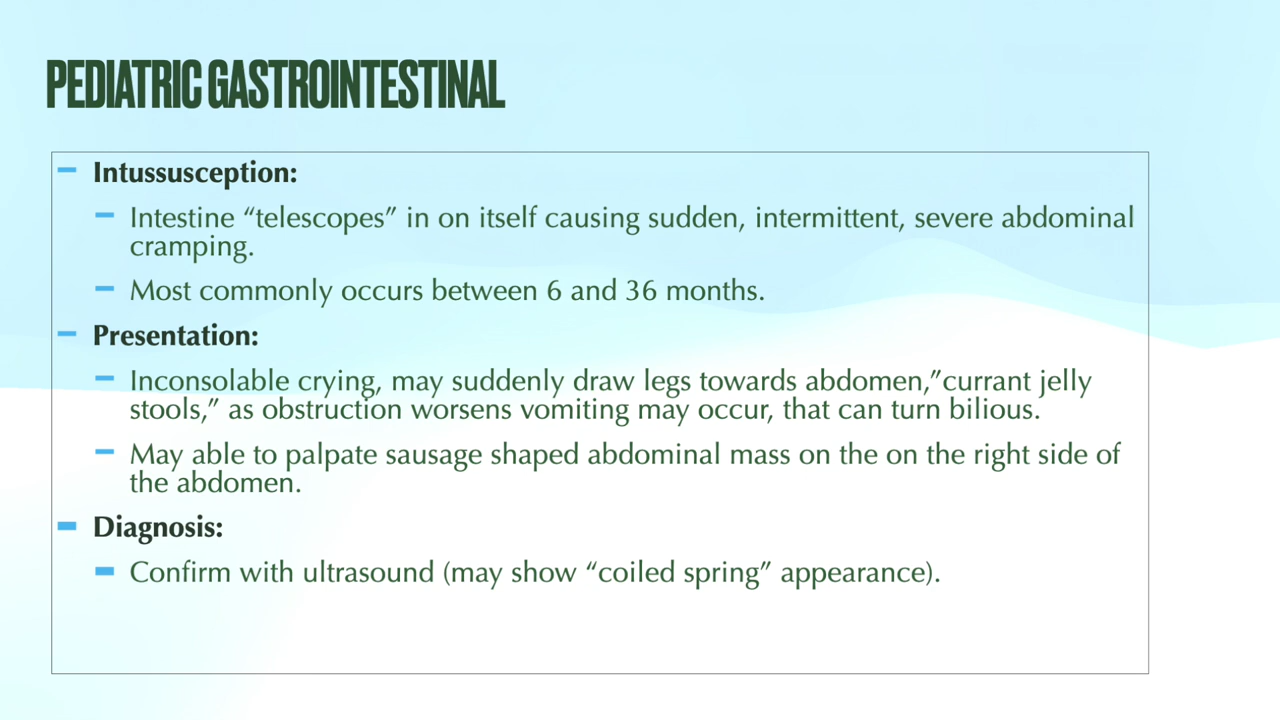 PEDIATRIC GASTROINTESTINAL
– Intussusception:
– Intestine “telescopes” in on itself causing sudden, intermittent, severe abdominal
cramping.
– Most commonly occurs between 6 and 36 months.
– Presentation:
– Inconsolable crying, may suddenly draw legs towards abdomen,”currant jelly
stools,” as obstruction worsens vomiting may occur, that can turn bilious.
– May able to palpate sausage shaped abdominal mass on the on the right side of
the abdomen.
– Diagnosis:
– Confirm with ultrasound (may show “coiled spring” appearance).